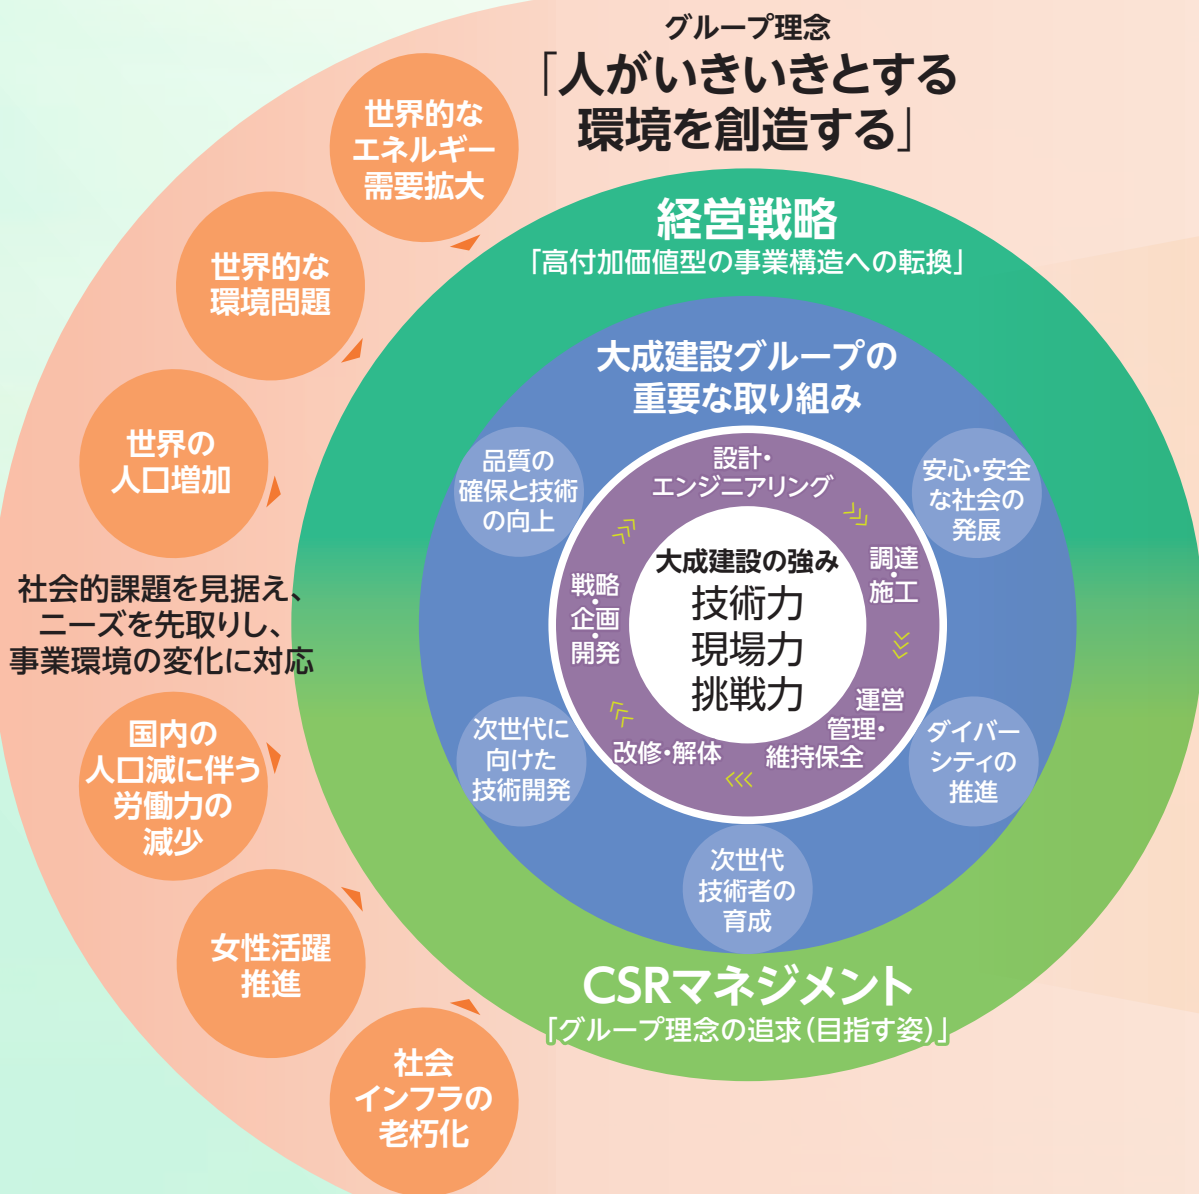 グループ理念
「人がいきいきとする
環境を創造する」
世界的な
エネルギー
需要拡大
世界的な
環境問題
世界の
人口増加
社会的課題を見据え、
ニーズを先取りし、
事業環境の変化に対応
国内の
人口減に伴う
労働力の
減少
女性活躍
推進
社会
インフラの
老朽化
経営戦略
「高付加価値型の事業構造への転換」
大成建設グループの
重要な取り組み
品質の
確保と技術
の向上
安心・安全
な社会の
発展
次世代に
向けた
技術開発
ダイバー
シティの
推進
次世代
技術者の
育成
設計・
エンジニアリング
調達・
施工
運営
管理・
維持保全
改修・解体
戦略・
企画・
開発
大成建設の強み
技術力
現場力
挑戦力
CSRマネジメント
「グループ理念の追求(目指す姿)」